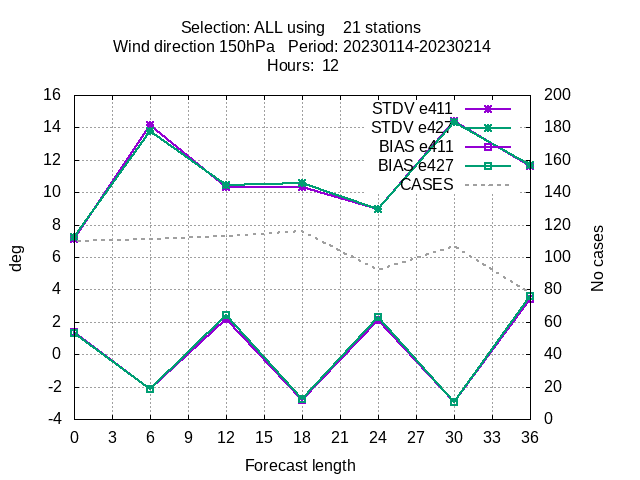 Selection: ALL using 21 stations
Wind direction 150hPa Period: 20230114-20230214
Hours: 12
16 200
14 180
12 160
10 140
8 120
6 100
4 80
2 60
0 40
-2 20
-4 0
STDV e411
STDV e427
BIAS e411
BIAS e427
CASES
deg
No cases
0 3 6 9 12 15 18 21 24 27 30 33 36
Forecast length